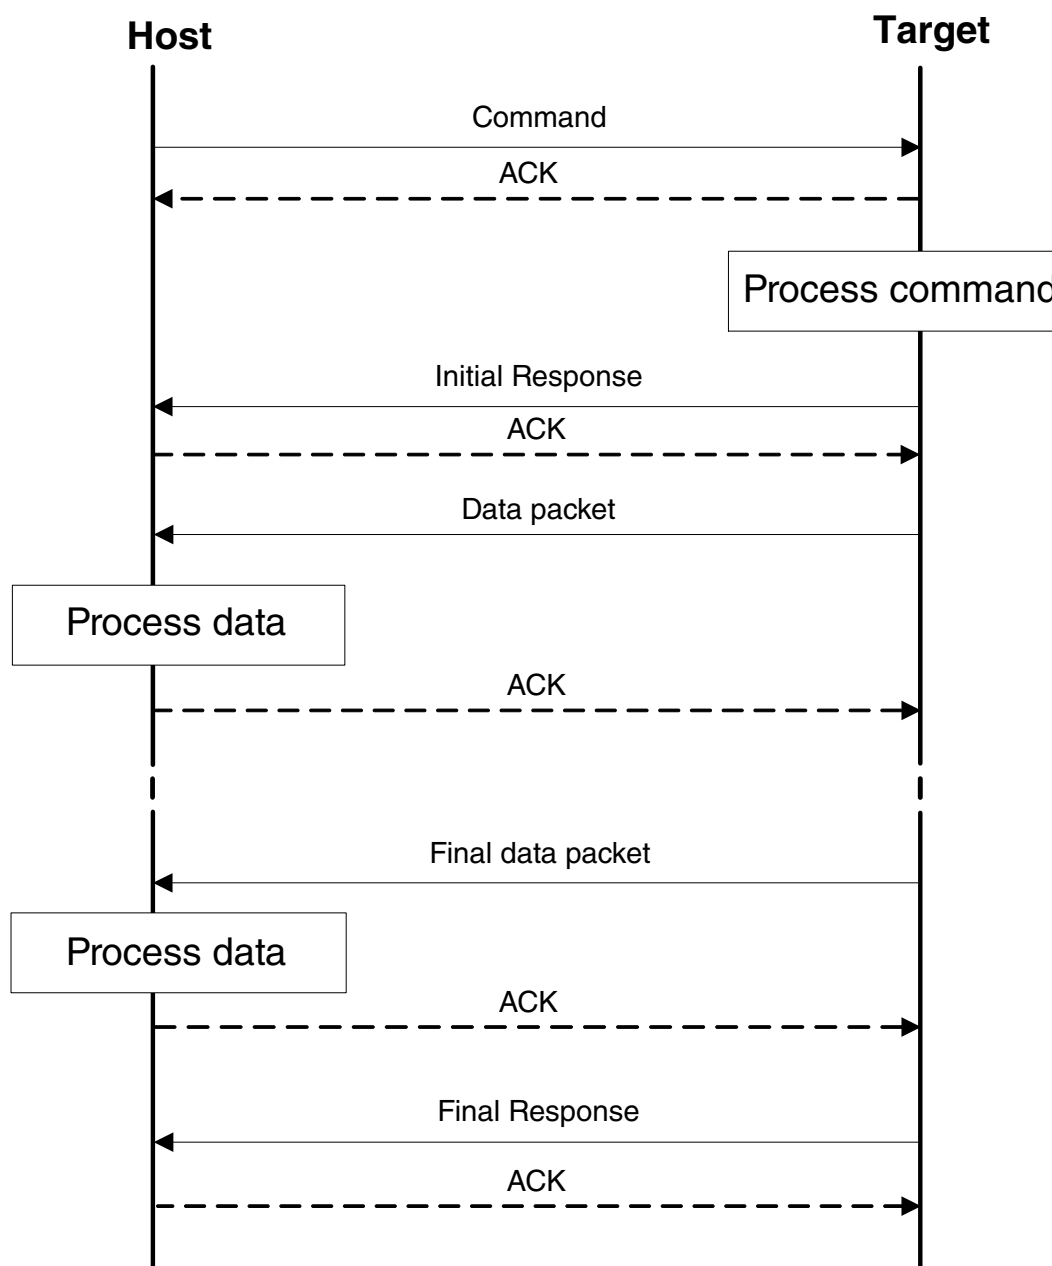 Host
Target
Command
ACK
Process command
Initial Response
ACK
Data packet
Process data
ACK
Final data packet
Process data
ACK
Final Response
ACK